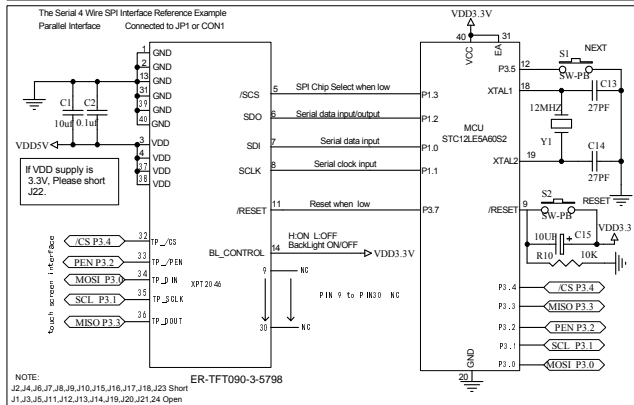 The Serial 4 Wire SPI Interface Reference Example
Parallel Interface Connected to JP1 or CON1
VDD3.3V
40 31
VCC
EA
1 GND
2 GND
13 GND
31 GND
39 GND
40 GND
C1
10uf
C2
0.1uf
VDD5V
3 VDD
4 VDD
37 VDD
38 VDD
If VDD supply is
3.3V, Please short
J22.
/SCS 5 SPI Chip Select when low P1.3
SDO 6 Serial data input/output P1.2
SDI 7 Serial data input P1.0
SCLK 8 Serial clock input P1.1
/RESET 11 Reset when low P3.7
H:ON L:OFF
BL_CONTROL 14 BackLight ON/OFF VDD3.3V
9 NC
PIN 9 to PIN30 NC
30 NC
touch screen interface
/CS P3.4 32 TP_/CS
PEN P3.2 33 TP_/PEN
MOSI P3.0 34 TP_DIN
SCL P3.1 35 TP_SCLK
MISO P3.3 36 TP_DOUT
XPT2046
ER-TFT090-3-5798
MCU
STC12LE5A60S2
P3.5 12 S1 NEXT
SW-PB
XTAL1 18 C13
27PF
12MHZ
Y1
XTAL2 19 C14
27PF
/RESET 9 S2 RESET
SW-PB
VDD3.3
10UF C15
R10 10K
P3.4 /CS P3.4
P3.3 MISO P3.3
P3.2 PEN P3.2
P3.1 SCL P3.1
P3.0 MOSI P3.0
GND
20
NOTE:
J2,J4,J6,J7,J8,J9,J10,J15,J16,J17,J18,J23 Short
J1,J3,J5,J11,J12,J13,J14,J19,J20,J21,24 Open